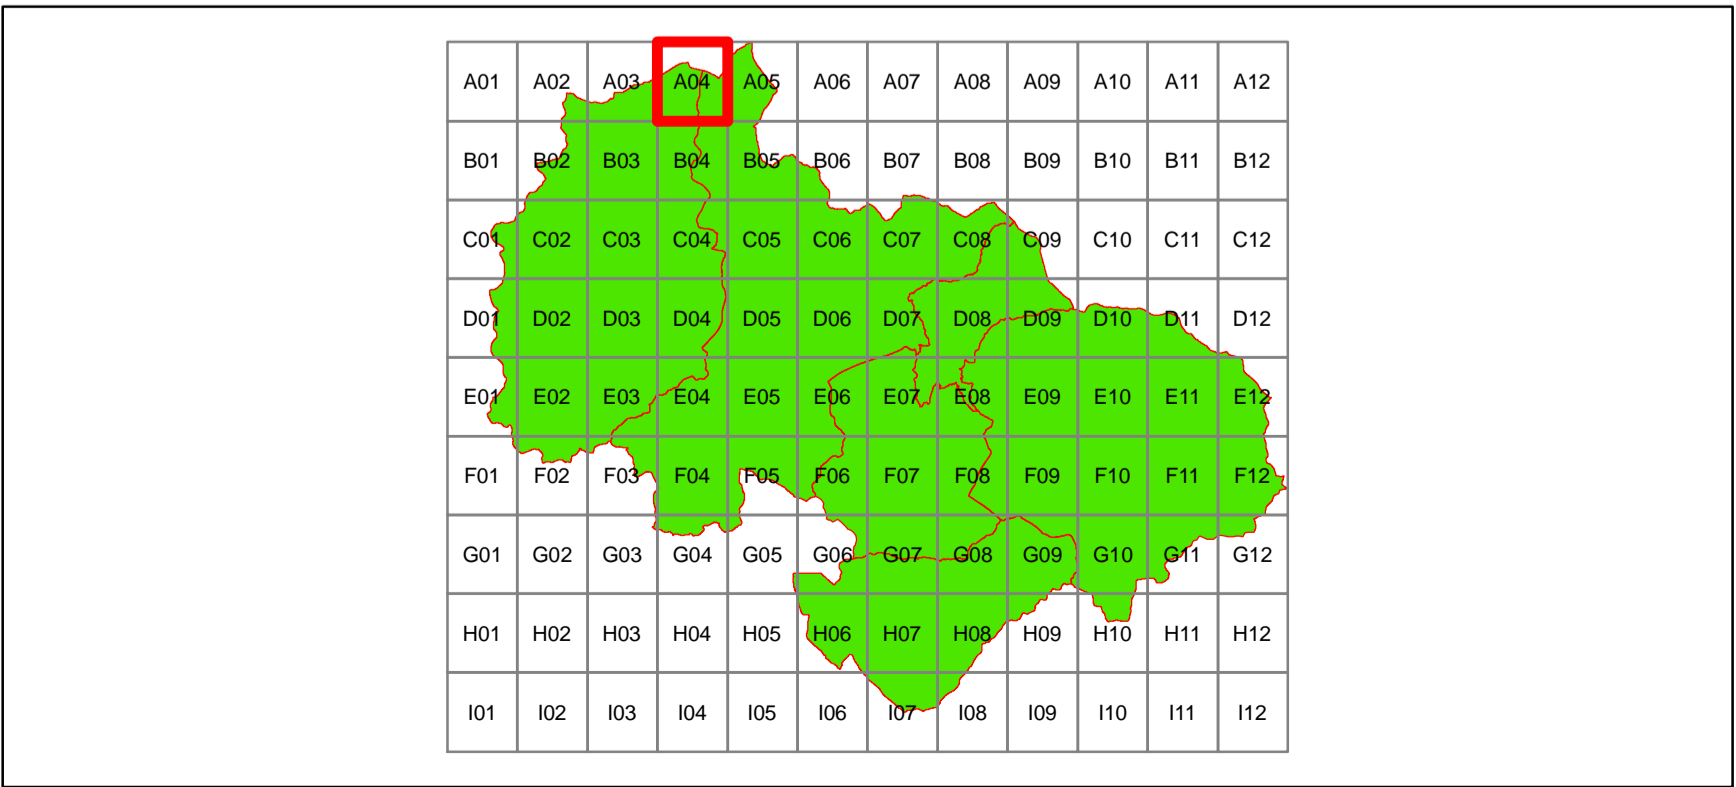 A01 A02 A03 A04 A05 A06 A07 A08 A09 A10 A11 A12
B01 B02 B03 B04 B05 B06 B07 B08 B09 B10 B11 B12
C01 C02 C03 C04 C05 C06 C07 C08 C09 C10 C11 C12
D01 D02 D03 D04 D05 D06 D07 D08 D09 D10 D11 D12
E01 E02 E03 E04 E05 E06 E07 E08 E09 E10 E11 E12
F01 F02 F03 F04 F05 F06 F07 F08 F09 F10 F11 F12
G01 G02 G03 G04 G05 G06 G07 G08 G09 G10 G11 G12
H01 H02 H03 H04 H05 H06 H07 H08 H09 H10 H11 H12
I01 I02 I03 I04 I05 I06 I07 I08 I09 I10 I11 I12